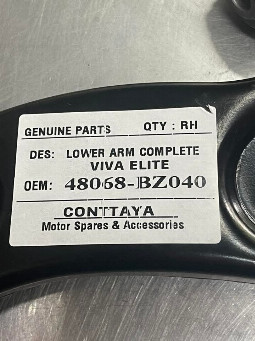 GENUINE PARTS QTY : RH
DES: LOWER ARM COMPLETE
VIVA ELITE
OEM: 48068-BZ040
CONTTAYA
Motor Spares & Accessories